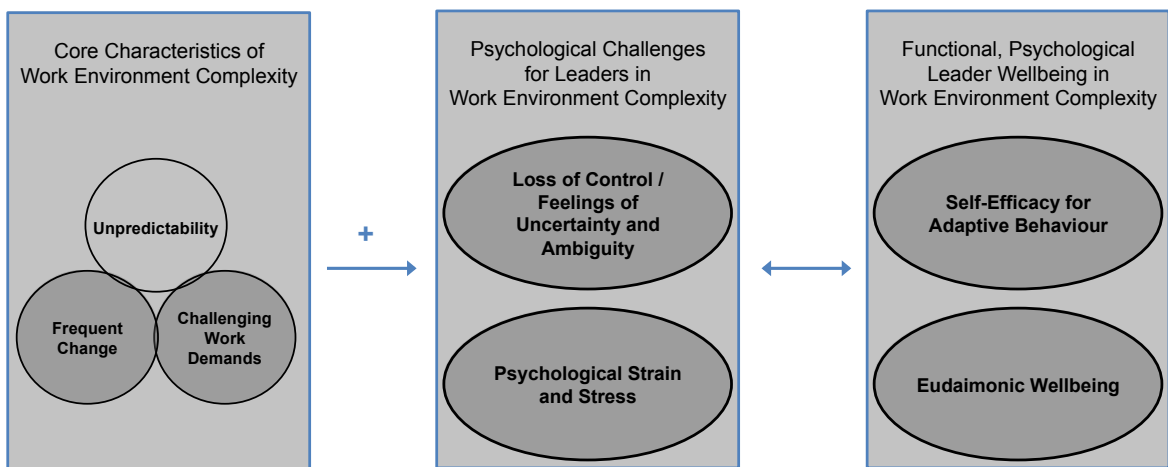 Core Characteristics of
Work Environment Complexity
Unpredictability
Frequent
Change
Challenging
Work
Demands
+
Psychological Challenges
for Leaders in
Work Environment Complexity
Loss of Control /
Feelings of
Uncertainty and
Ambiguity
Psychological Strain
and Stress
Functional, Psychological
Leader Wellbeing in
Work Environment Complexity
Self-Efficacy for
Adaptive Behaviour
Eudaimonic Wellbeing